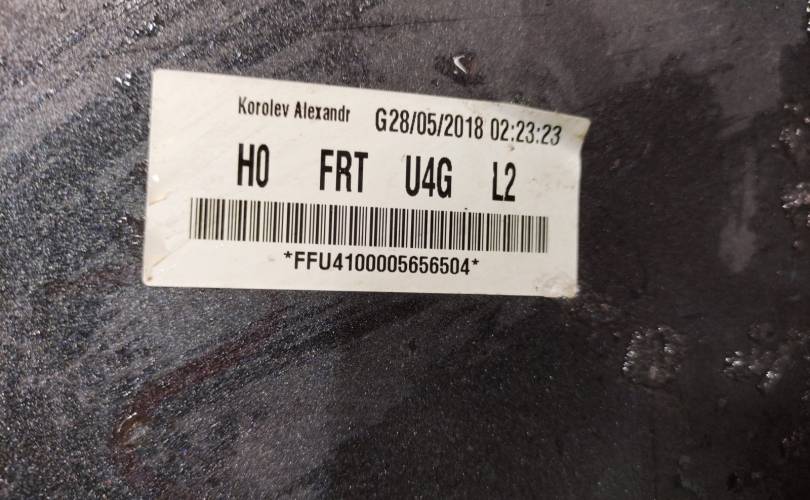 Korolev Alexandr G28/05/2018 02:23:23
H0 FRT U4G L2
*FFU4100005656504*